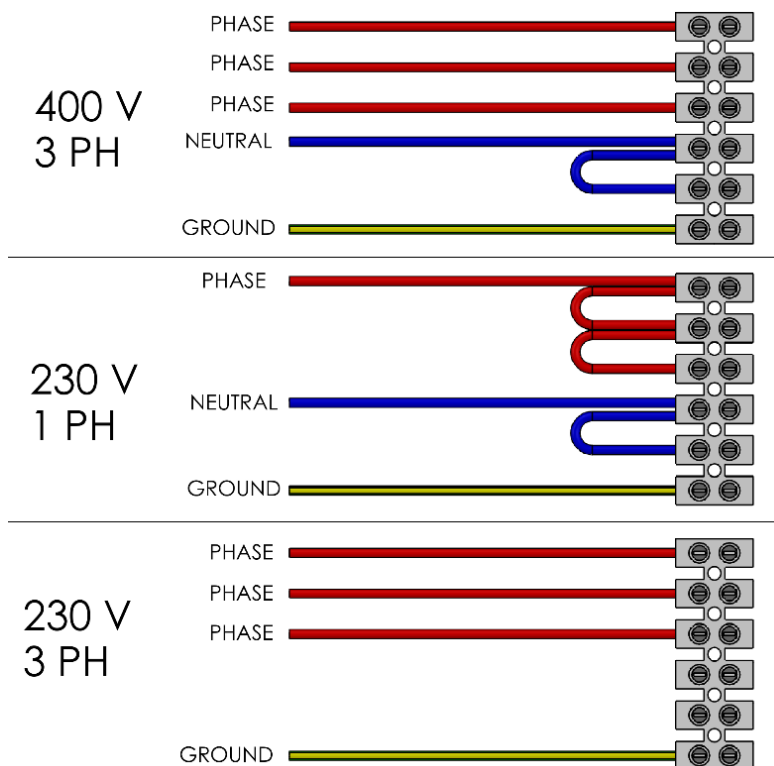 PHASE
PHASE
PHASE
400 V
3 PH
NEUTRAL
GROUND
PHASE
230 V
1 PH
NEUTRAL
GROUND
PHASE
PHASE
PHASE
230 V
3 PH
GROUND